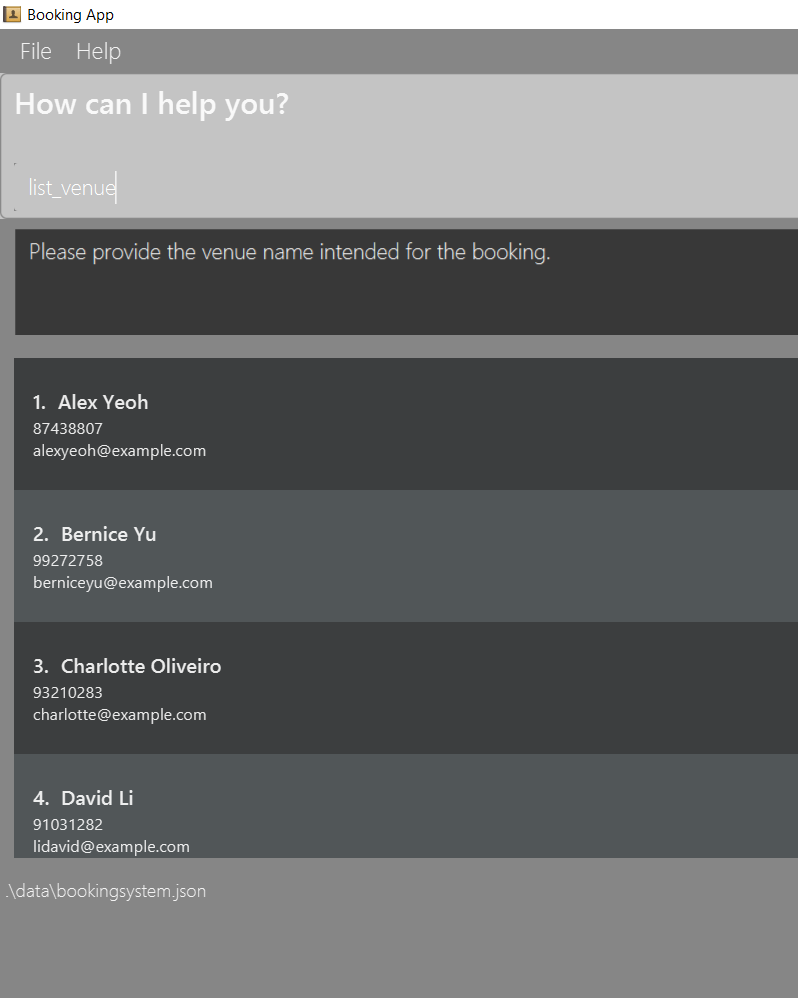 Booking App
File Help
How can I help you?
list_venue
Please provide the venue name intended for the booking.
1. Alex Yeoh
87438807
alexyeoh@example.com
2. Bernice Yu
99272758
berniceyu@example.com
3. Charlotte Oliveiro
93210283
charlotte@example.com
4. David Li
91031282
lidavid@example.com
.\data\bookingsystem.json